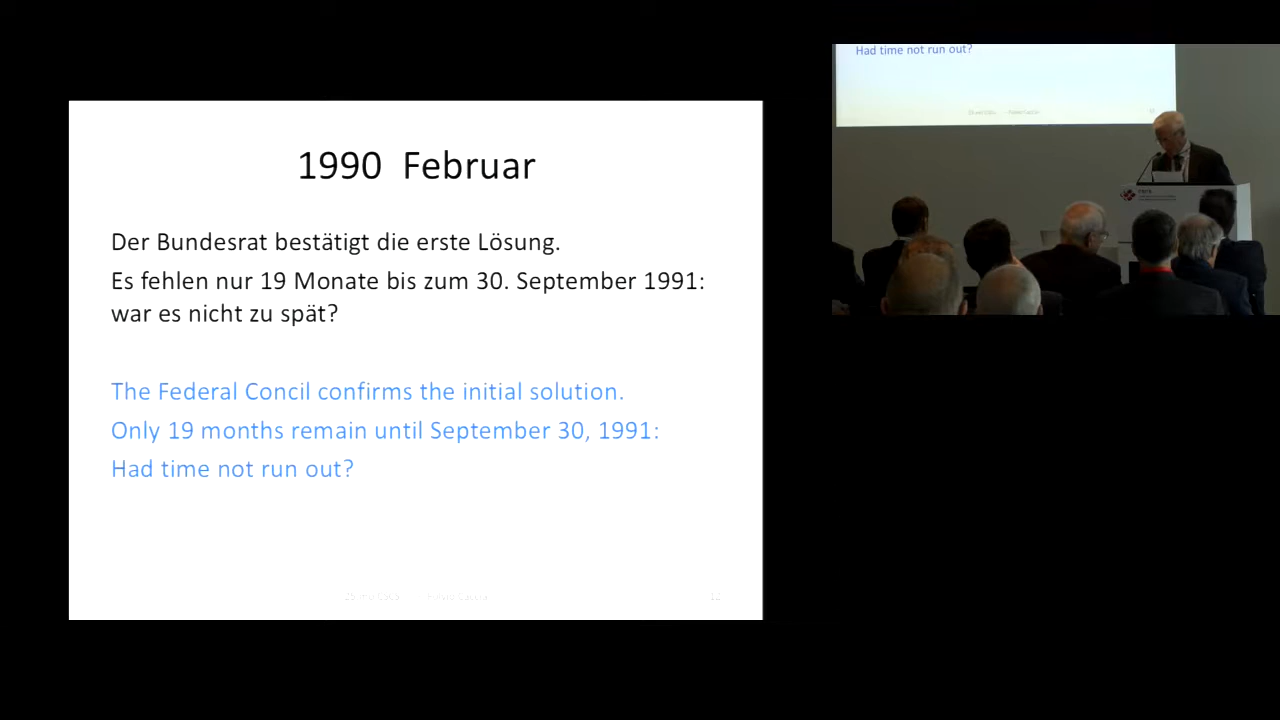 1990 Februar
Der Bundesrat bestätigt die erste Lösung.
Es fehlen nur 19 Monate bis zum 30. September 1991:
war es nicht zu spät?
The Federal Concil confirms the initial solution.
Only 19 months remain until September 30, 1991:
Had time not run out?
12
Had time not run out?